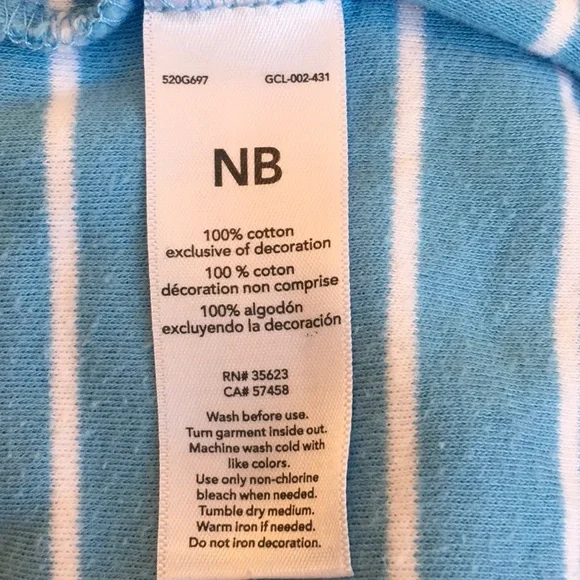 520G697 GCL-002-431
NB
100% cotton
exclusive of decoration
100 % coton
décoration non comprise
100% algodón
excluyendo la decoración
RN# 35623
CA# 57458
Wash before use.
Turn garment inside out.
Machine wash cold with
like colors.
Use only non-chlorine
bleach when needed.
Tumble dry medium.
Warm iron if needed.
Do not iron decoration.